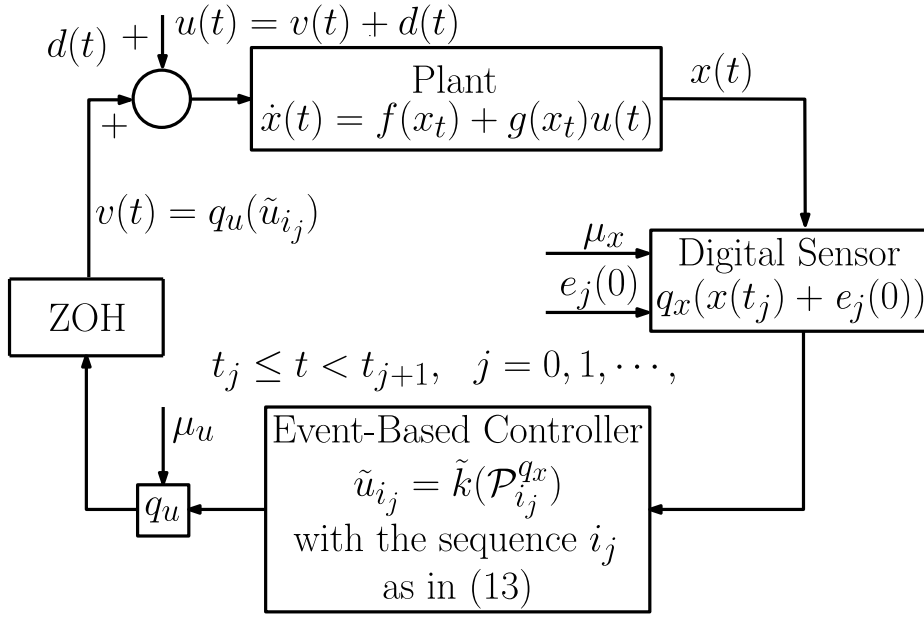 d(t)
+
u(t) = v(t) + d(t)
Plant
ẋ(t) = f(x_t) + g(x_t)u(t)
x(t)
+
v(t) = q_u(ũ_{i_j})
μ_x
e_j(0)
Digital Sensor
q_x(x(t_j) + e_j(0))
ZOH
t_j ≤ t < t_{j+1}, j = 0, 1, ⋯,
μ_u
q_u
Event-Based Controller
ũ_{i_j} = k̃(𝒫_{i_j}^{q_x})
with the sequence i_j
as in (13)